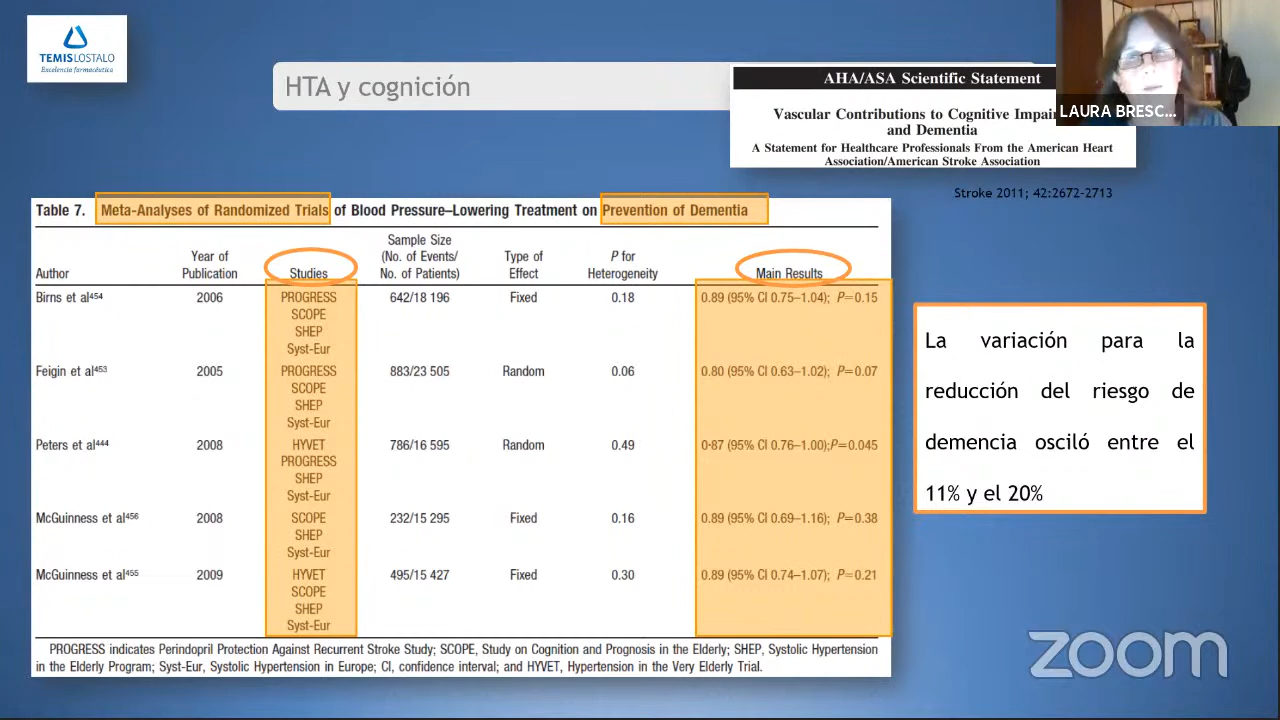 TEMISLOSTALO
Excelencia farmacéutica
HTA y cognición
AHA/ASA Scientific Statement
Vascular Contributions to Cognitive Impai
and Dementia
A Statement for Healthcare Professionals From the American Heart
Association/American Stroke Association
LAURA BRESC...
Stroke 2011; 42:2672-2713
Table 7. Meta-Analyses of Randomized Trials of Blood Pressure–Lowering Treatment on Prevention of Dementia
Author Year of Publication Studies Sample Size (No. of Events/ No. of Patients) Type of Effect P for Heterogeneity Main Results
Birns et al454 2006 PROGRESS 642/18 196 Fixed 0.18 0.89 (95% CI 0.75–1.04); P=0.15
SCOPE
SHEP
Syst-Eur
Feigin et al453 2005 PROGRESS 883/23 505 Random 0.06 0.80 (95% CI 0.63–1.02); P=0.07
SCOPE
SHEP
Syst-Eur
Peters et al444 2008 HYVET 786/16 595 Random 0.49 0·87 (95% CI 0.76–1.00);P=0.045
PROGRESS
SHEP
Syst-Eur
McGuinness et al456 2008 SCOPE 232/15 295 Fixed 0.16 0.89 (95% CI 0.69–1.16); P=0.38
SHEP
Syst-Eur
McGuinness et al455 2009 HYVET 495/15 427 Fixed 0.30 0.89 (95% CI 0.74–1.07); P=0.21
SCOPE
SHEP
Syst-Eur
PROGRESS indicates Perindopril Protection Against Recurrent Stroke Study; SCOPE, Study on Cognition and Prognosis in the Elderly; SHEP, Systolic Hypertension
in the Elderly Program; Syst-Eur, Systolic Hypertension in Europe; CI, confidence interval; and HYVET, Hypertension in the Very Elderly Trial.
La variación para la
reducción del riesgo de
demencia osciló entre el
11% y el 20%
zoom